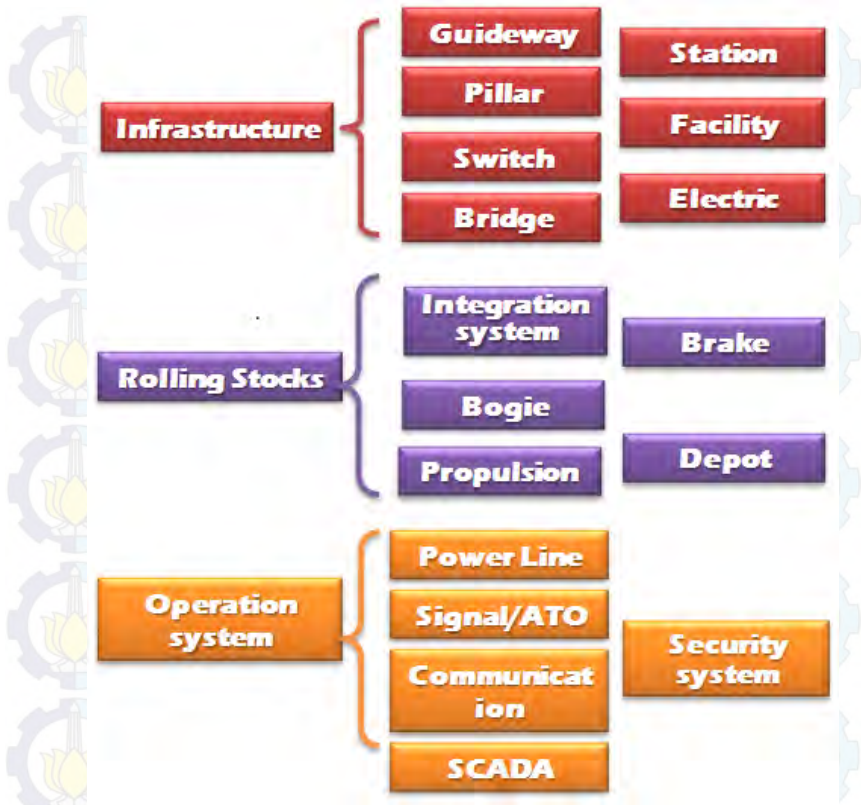 Infrastructure
Guideway
Pillar
Switch
Bridge
Station
Facility
Electric
Rolling Stocks
Integration
system
Bogie
Propulsion
Brake
Depot
Operation
system
Power Line
Signal/ATO
Communicat
ion
SCADA
Security
system